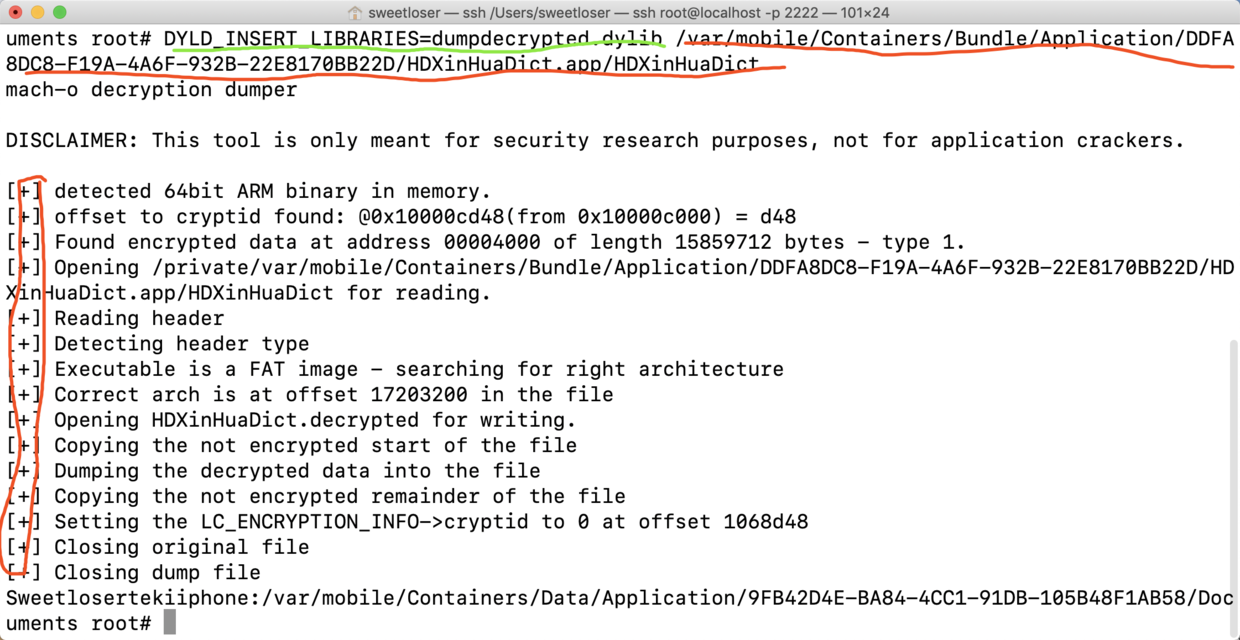 sweetloser — ssh /Users/sweetloser — ssh root@localhost -p 2222 — 101×24
uments root# DYLD_INSERT_LIBRARIES=dumpdecrypted.dylib /var/mobile/Containers/Bundle/Application/DDFA
8DC8-F19A-4A6F-932B-22E8170BB22D/HDXinHuaDict.app/HDXinHuaDict
mach-o decryption dumper
DISCLAIMER: This tool is only meant for security research purposes, not for application crackers.
[+] detected 64bit ARM binary in memory.
[+] offset to cryptid found: @0x10000cd48(from 0x10000c000) = d48
[+] Found encrypted data at address 00004000 of length 15859712 bytes - type 1.
[+] Opening /private/var/mobile/Containers/Bundle/Application/DDFA8DC8-F19A-4A6F-932B-22E8170BB22D/HD
XinHuaDict.app/HDXinHuaDict for reading.
[+] Reading header
[+] Detecting header type
[+] Executable is a FAT image - searching for right architecture
[+] Correct arch is at offset 17203200 in the file
[+] Opening HDXinHuaDict.decrypted for writing.
[+] Copying the not encrypted start of the file
[+] Dumping the decrypted data into the file
[+] Copying the not encrypted remainder of the file
[+] Setting the LC_ENCRYPTION_INFO->cryptid to 0 at offset 1068d48
[+] Closing original file
[+] Closing dump file
Sweetlosertekiiphone:/var/mobile/Containers/Data/Application/9FB42D4E-BA84-4CC1-91DB-105B48F1AB58/Doc
uments root#